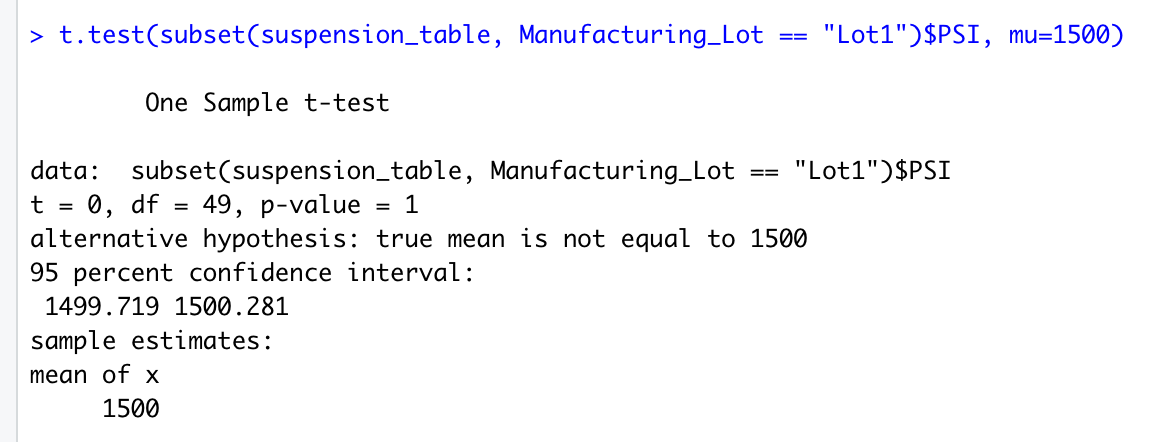 > t.test(subset(suspension_table, Manufacturing_Lot == "Lot1")$PSI, mu=1500)
One Sample t-test
data:  subset(suspension_table, Manufacturing_Lot == "Lot1")$PSI
t = 0, df = 49, p-value = 1
alternative hypothesis: true mean is not equal to 1500
95 percent confidence interval:
1499.719 1500.281
sample estimates:
mean of x
1500